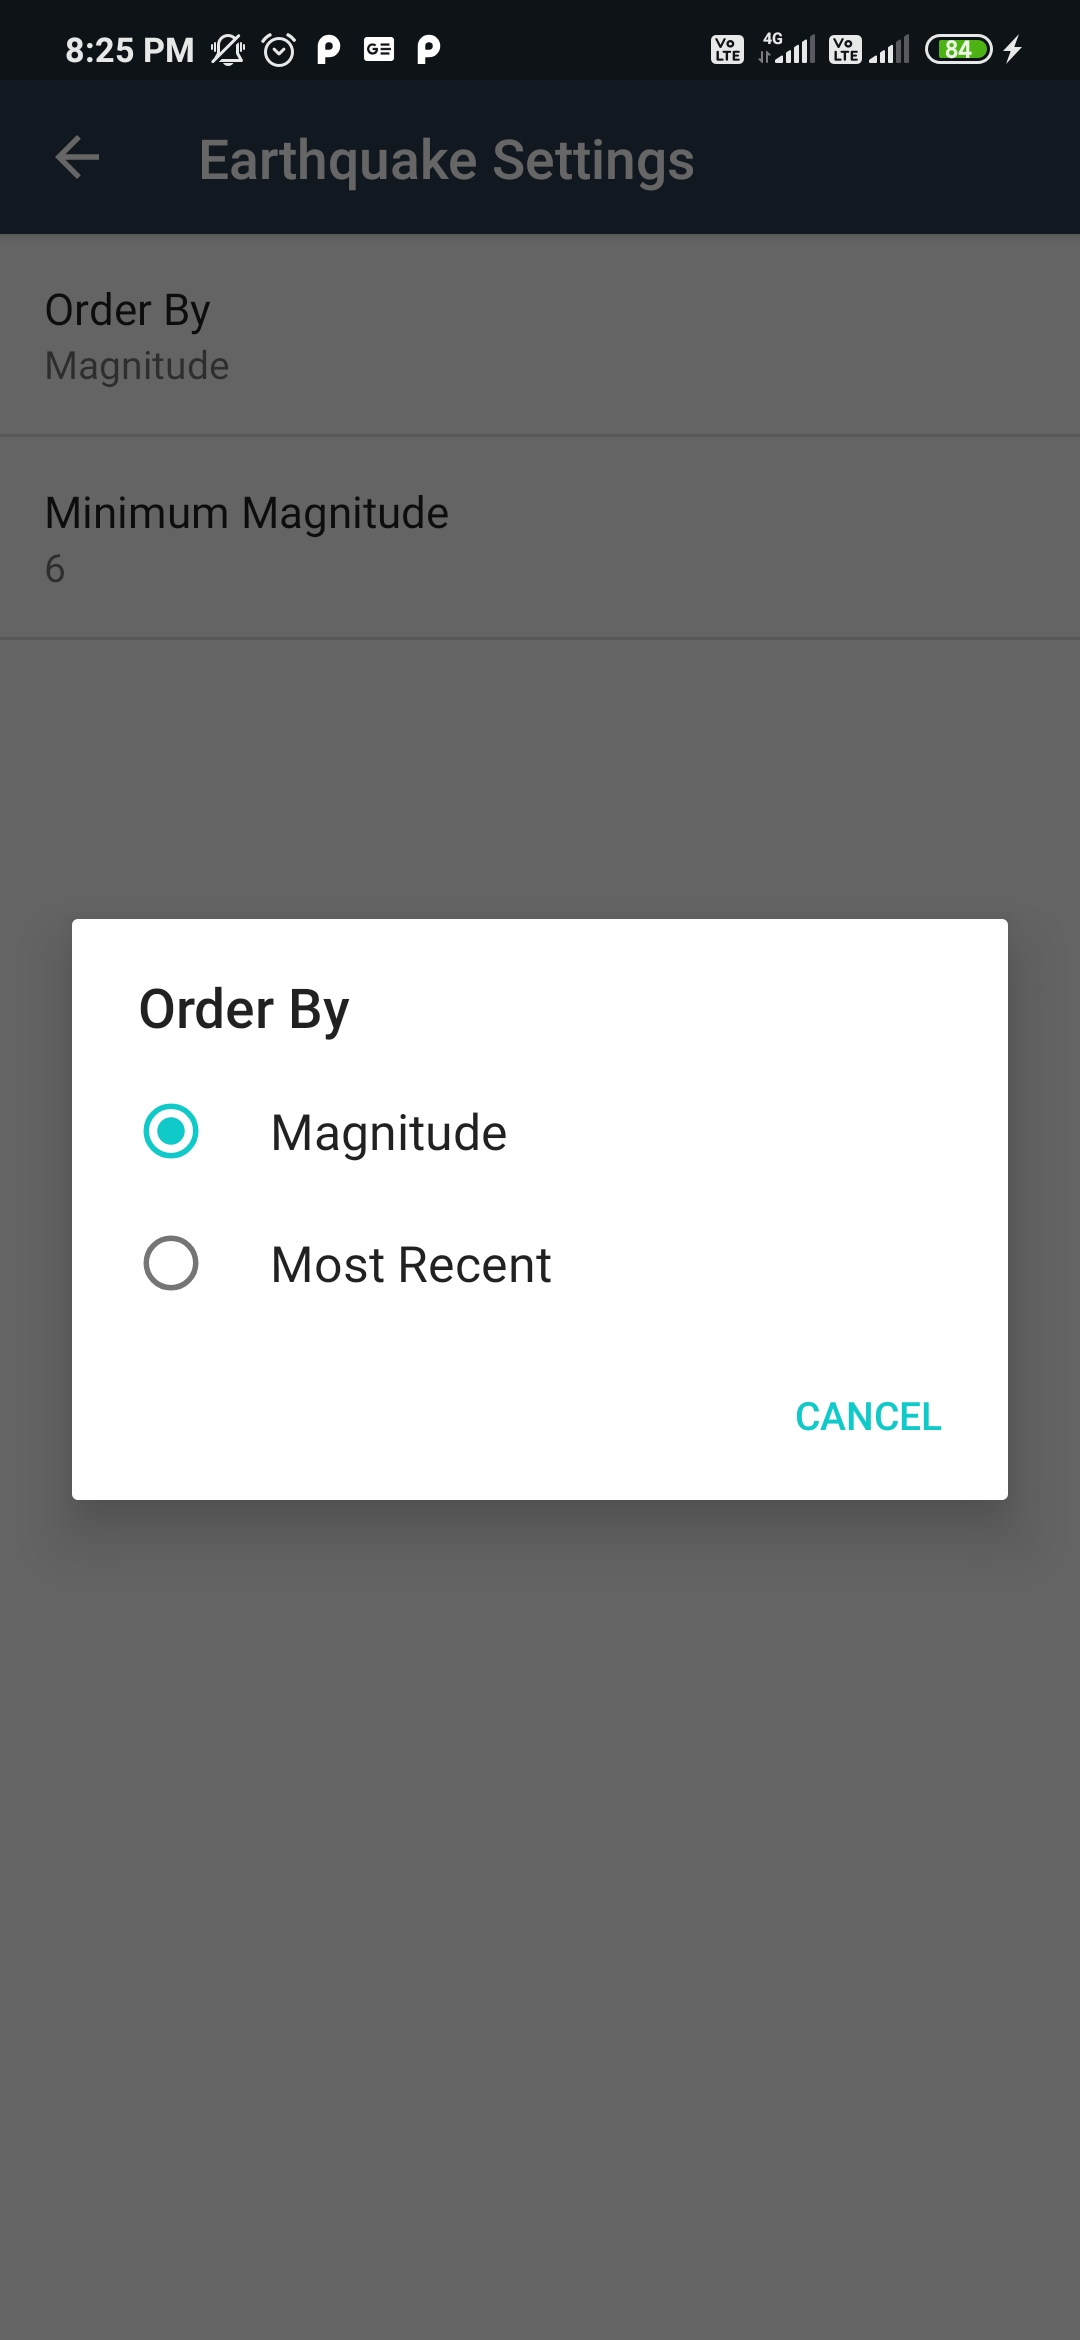 8:25 PM P GE P Vo LTE 4G Vo LTE 84
Earthquake Settings
Order By
Magnitude
Minimum Magnitude
6
Order By
Magnitude
Most Recent
CANCEL